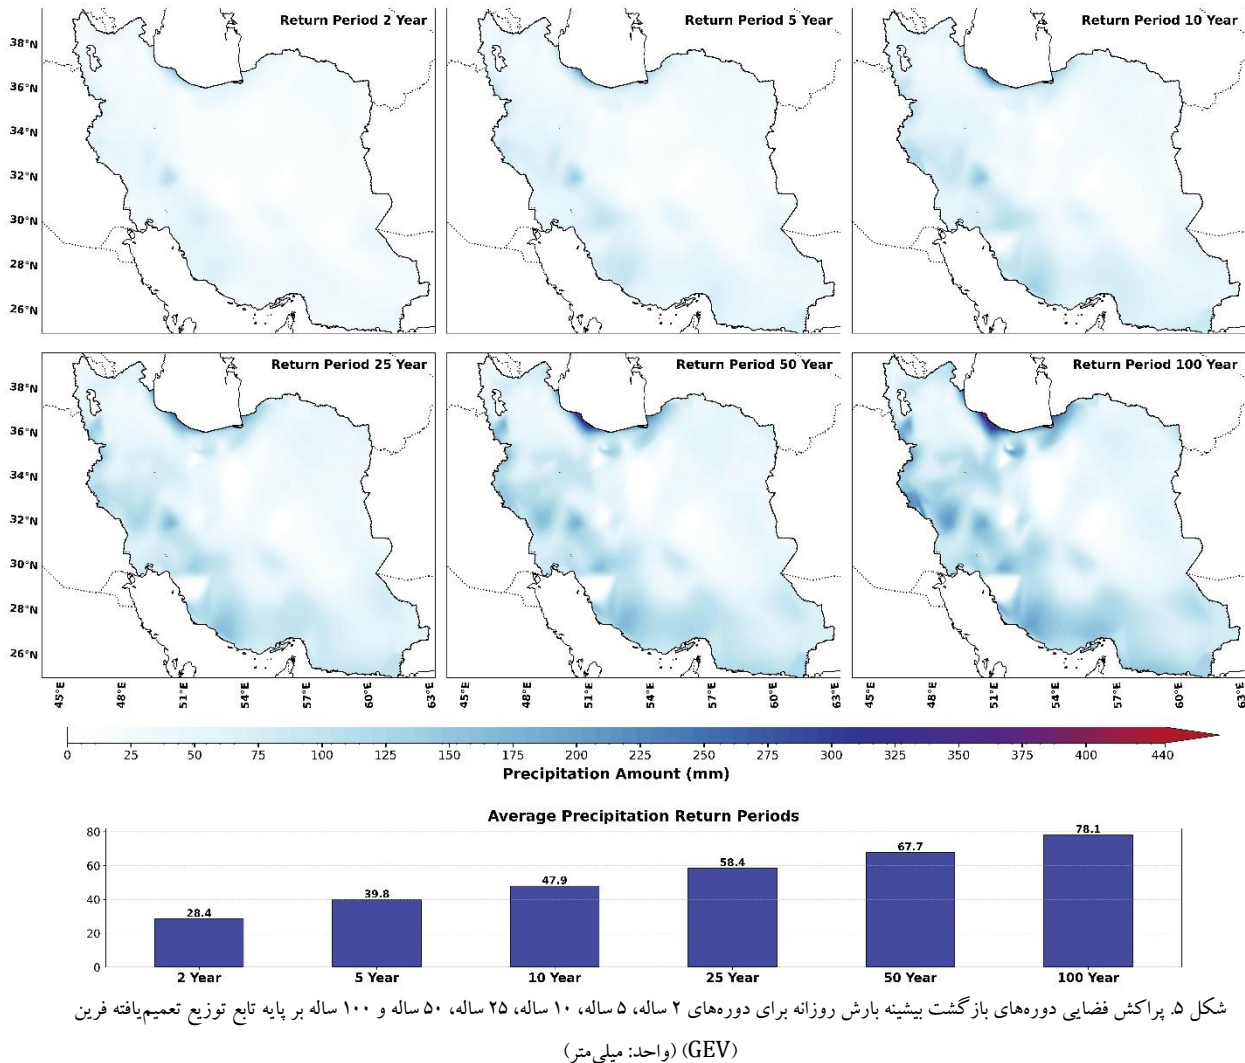 Return Period 2 Year
Return Period 5 Year
Return Period 10 Year
38°N
36°N
34°N
32°N
30°N
28°N
26°N
Return Period 25 Year
Return Period 50 Year
Return Period 100 Year
38°N
36°N
34°N
32°N
30°N
28°N
26°N
45°E 48°E 51°E 54°E 57°E 60°E 63°E
45°E 48°E 51°E 54°E 57°E 60°E 63°E
45°E 48°E 51°E 54°E 57°E 60°E 63°E
0 25 50 75 100 125 150 175 200 225 250 275 300 325 350 375 400 440
Precipitation Amount (mm)
Average Precipitation Return Periods
80
60
40
20
0
28.4 39.8 47.9 58.4 67.7 78.1
2 Year 5 Year 10 Year 25 Year 50 Year 100 Year
شکل ۵. پراکش فضایی دوره‌های بازگشت بیشینه بارش روزانه برای دوره‌های ۲ ساله، ۵ ساله، ۱۰ ساله، ۲۵ ساله، ۵۰ ساله و ۱۰۰ ساله بر پایه تابع توزیع تعمیم‌یافته فرین
(GEV) (واحد: میلی‌متر)